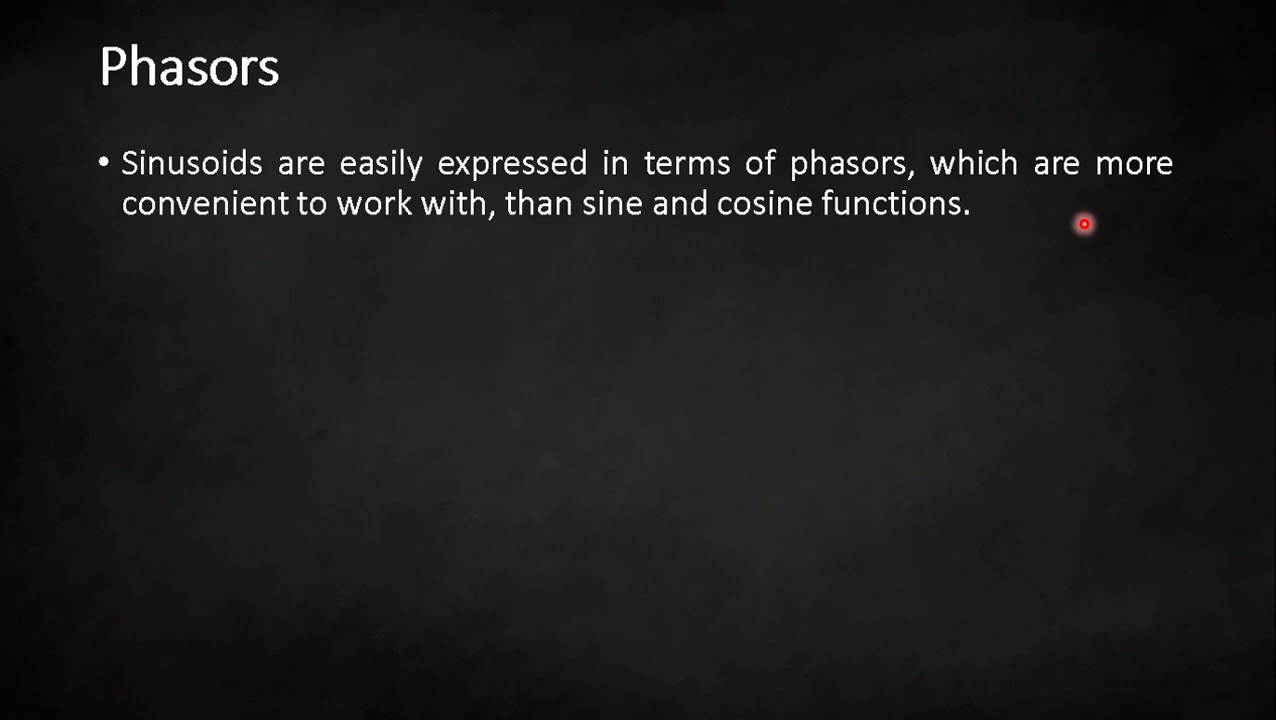 Phasors
• Sinusoids are easily expressed in terms of phasors, which are more
convenient to work with, than sine and cosine functions.